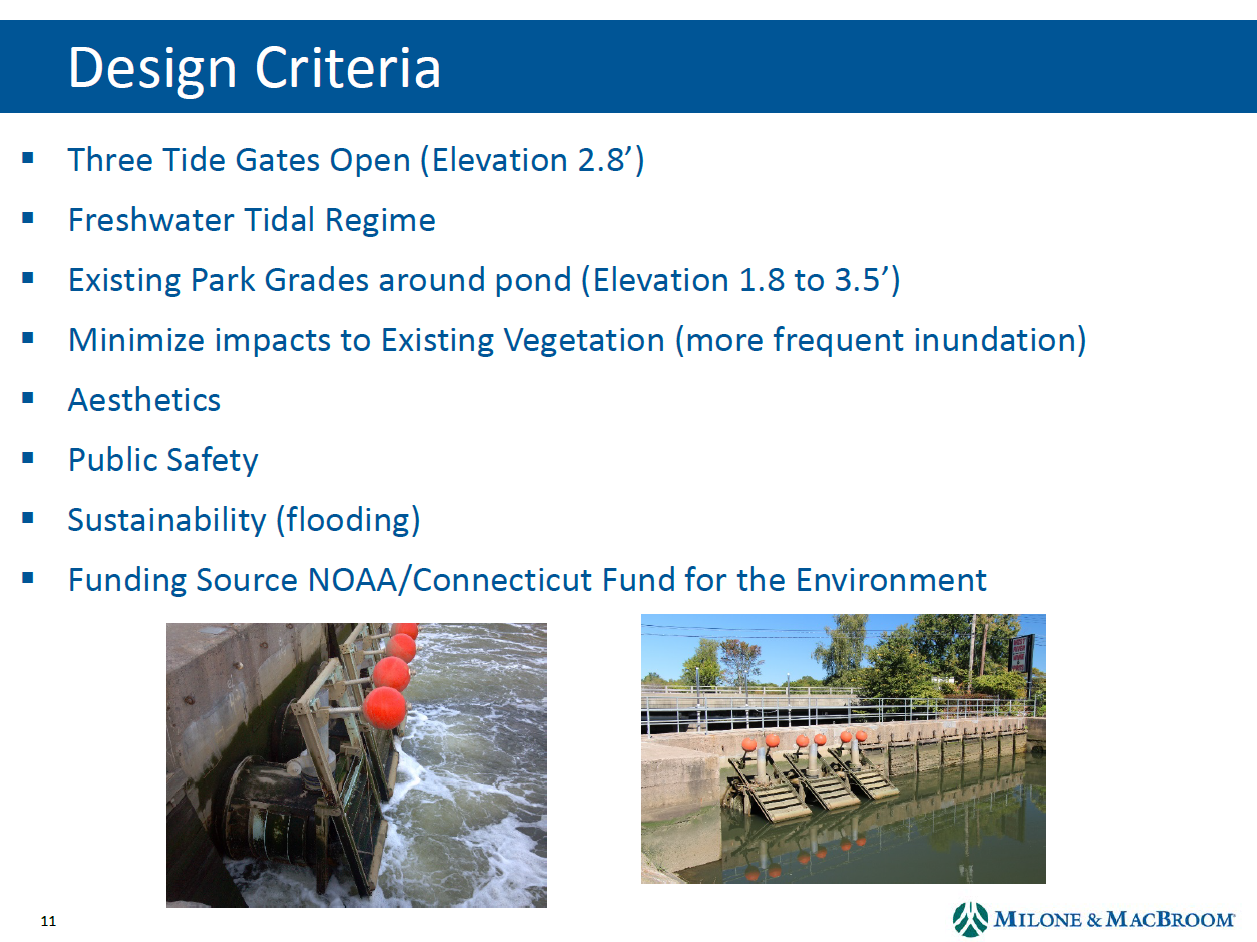 Design Criteria
▪ Three Tide Gates Open (Elevation 2.8’)
▪ Freshwater Tidal Regime
▪ Existing Park Grades around pond (Elevation 1.8 to 3.5’)
▪ Minimize impacts to Existing Vegetation (more frequent inundation)
▪ Aesthetics
▪ Public Safety
▪ Sustainability (flooding)
▪ Funding Source NOAA/Connecticut Fund for the Environment
11
MILONE & MACBROOM